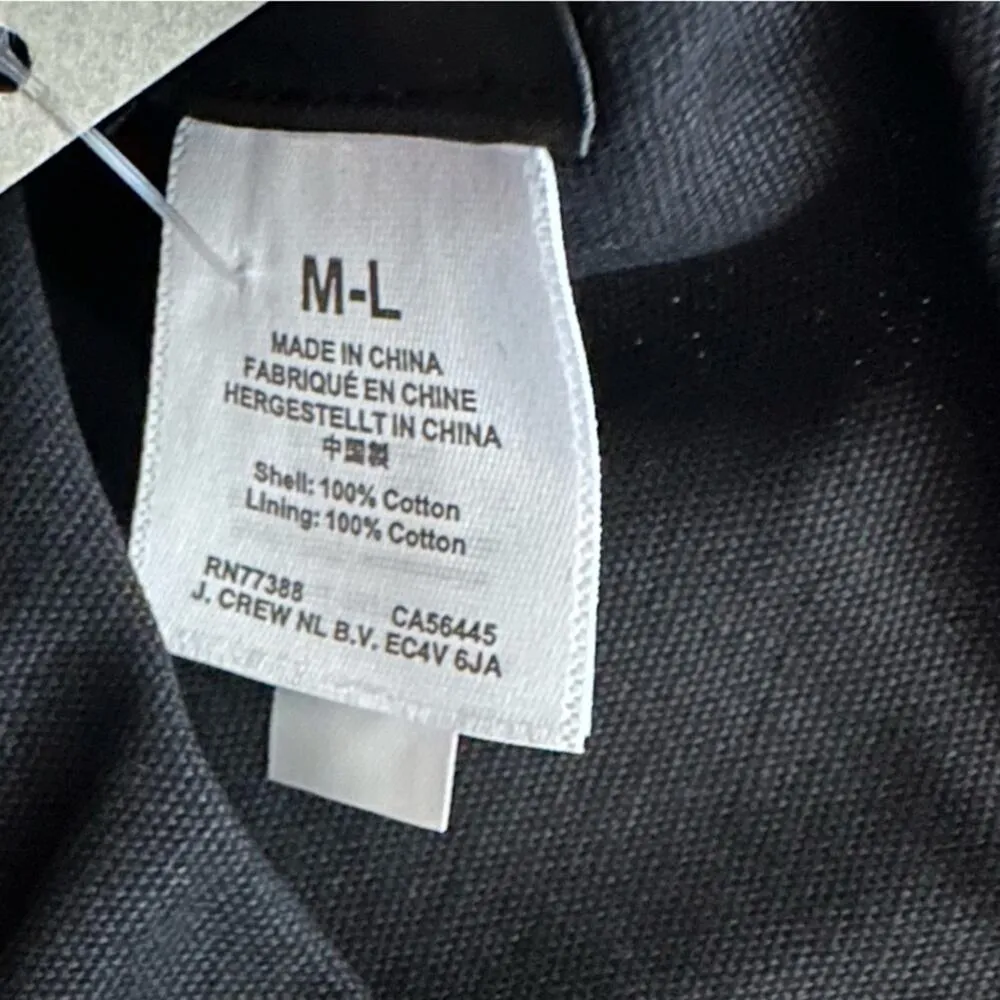 M-L
MADE IN CHINA
FABRIQUÉ EN CHINE
HERGESTELLT IN CHINA
中国製
Shell: 100% Cotton
Lining: 100% Cotton
RN77388 CA56445
J. CREW NL B.V. EC4V 6JA